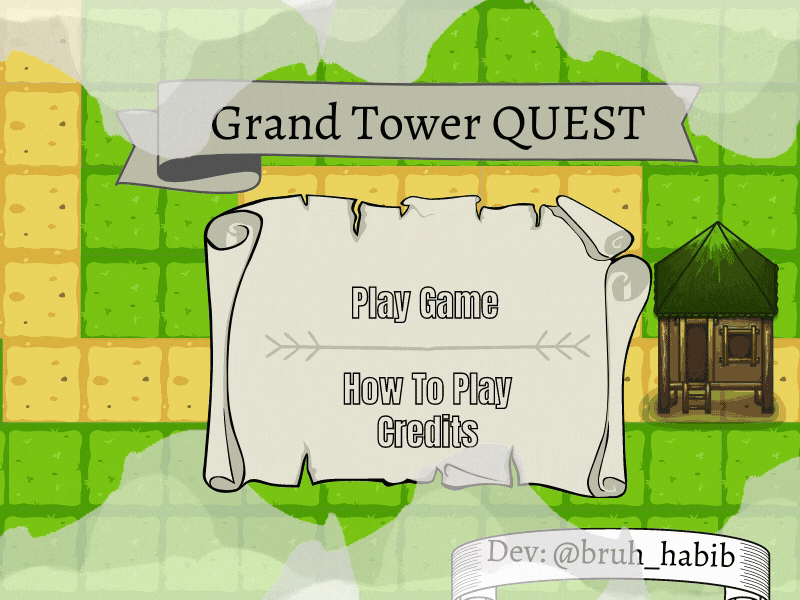 Grand Tower QUEST
Play Game
How To Play
Credits
Dev: @bruh_habib